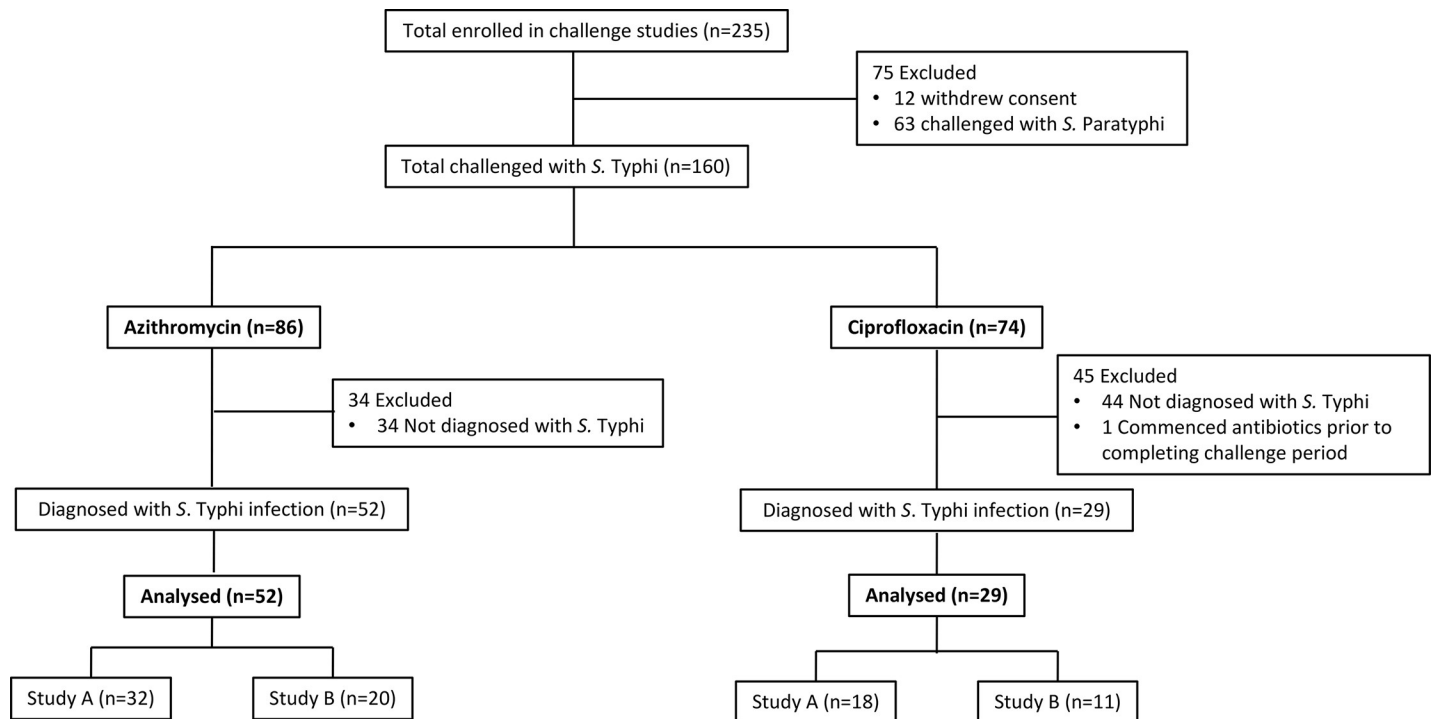 Total enrolled in challenge studies (n=235)
75 Excluded
• 12 withdrew consent
• 63 challenged with S. Paratyphi
Total challenged with S. Typhi (n=160)
Azithromycin (n=86)
Ciprofloxacin (n=74)
34 Excluded
• 34 Not diagnosed with S. Typhi
45 Excluded
• 44 Not diagnosed with S. Typhi
• 1 Commenced antibiotics prior to
completing challenge period
Diagnosed with S. Typhi infection (n=52)
Diagnosed with S. Typhi infection (n=29)
Analysed (n=52)
Analysed (n=29)
Study A (n=32)
Study B (n=20)
Study A (n=18)
Study B (n=11)